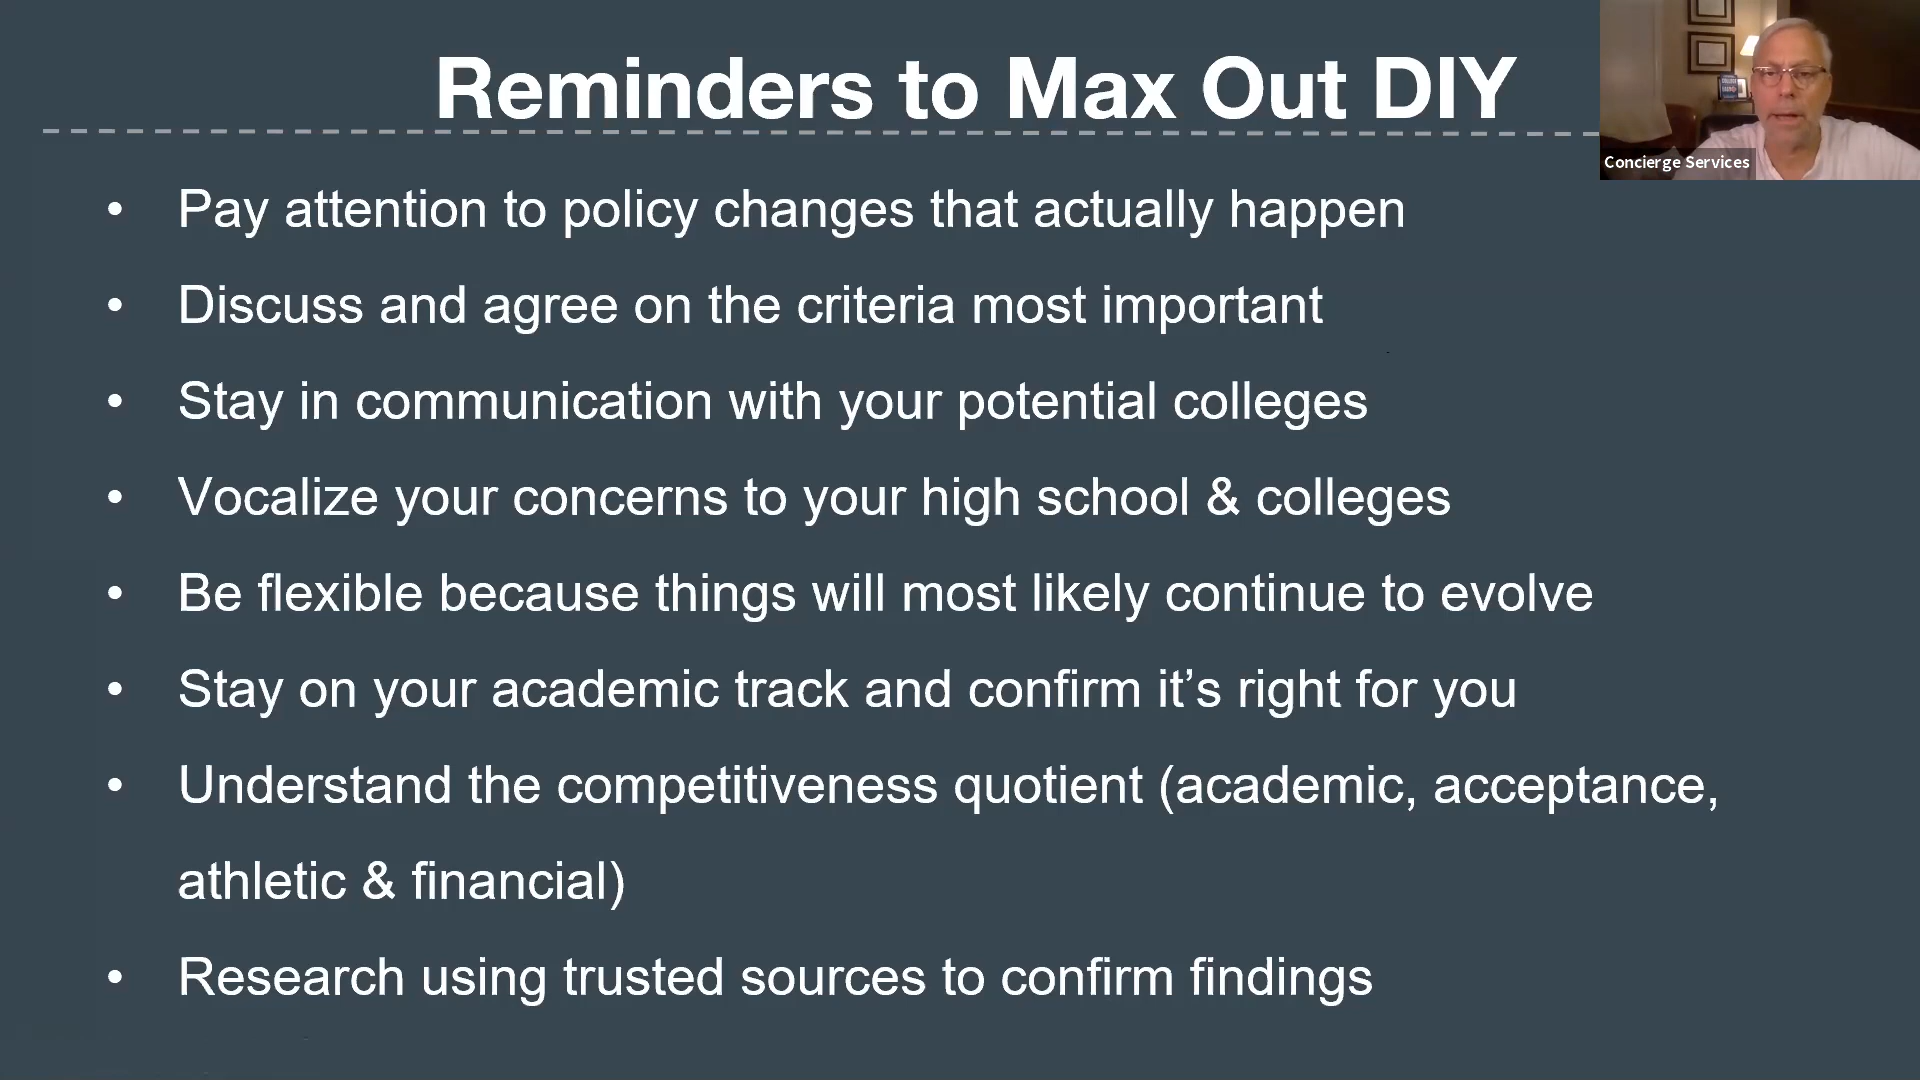 Reminders to Max Out DIY
Concierge Services
• Pay attention to policy changes that actually happen
• Discuss and agree on the criteria most important
• Stay in communication with your potential colleges
• Vocalize your concerns to your high school & colleges
• Be flexible because things will most likely continue to evolve
• Stay on your academic track and confirm it’s right for you
• Understand the competitiveness quotient (academic, acceptance,
athletic & financial)
• Research using trusted sources to confirm findings